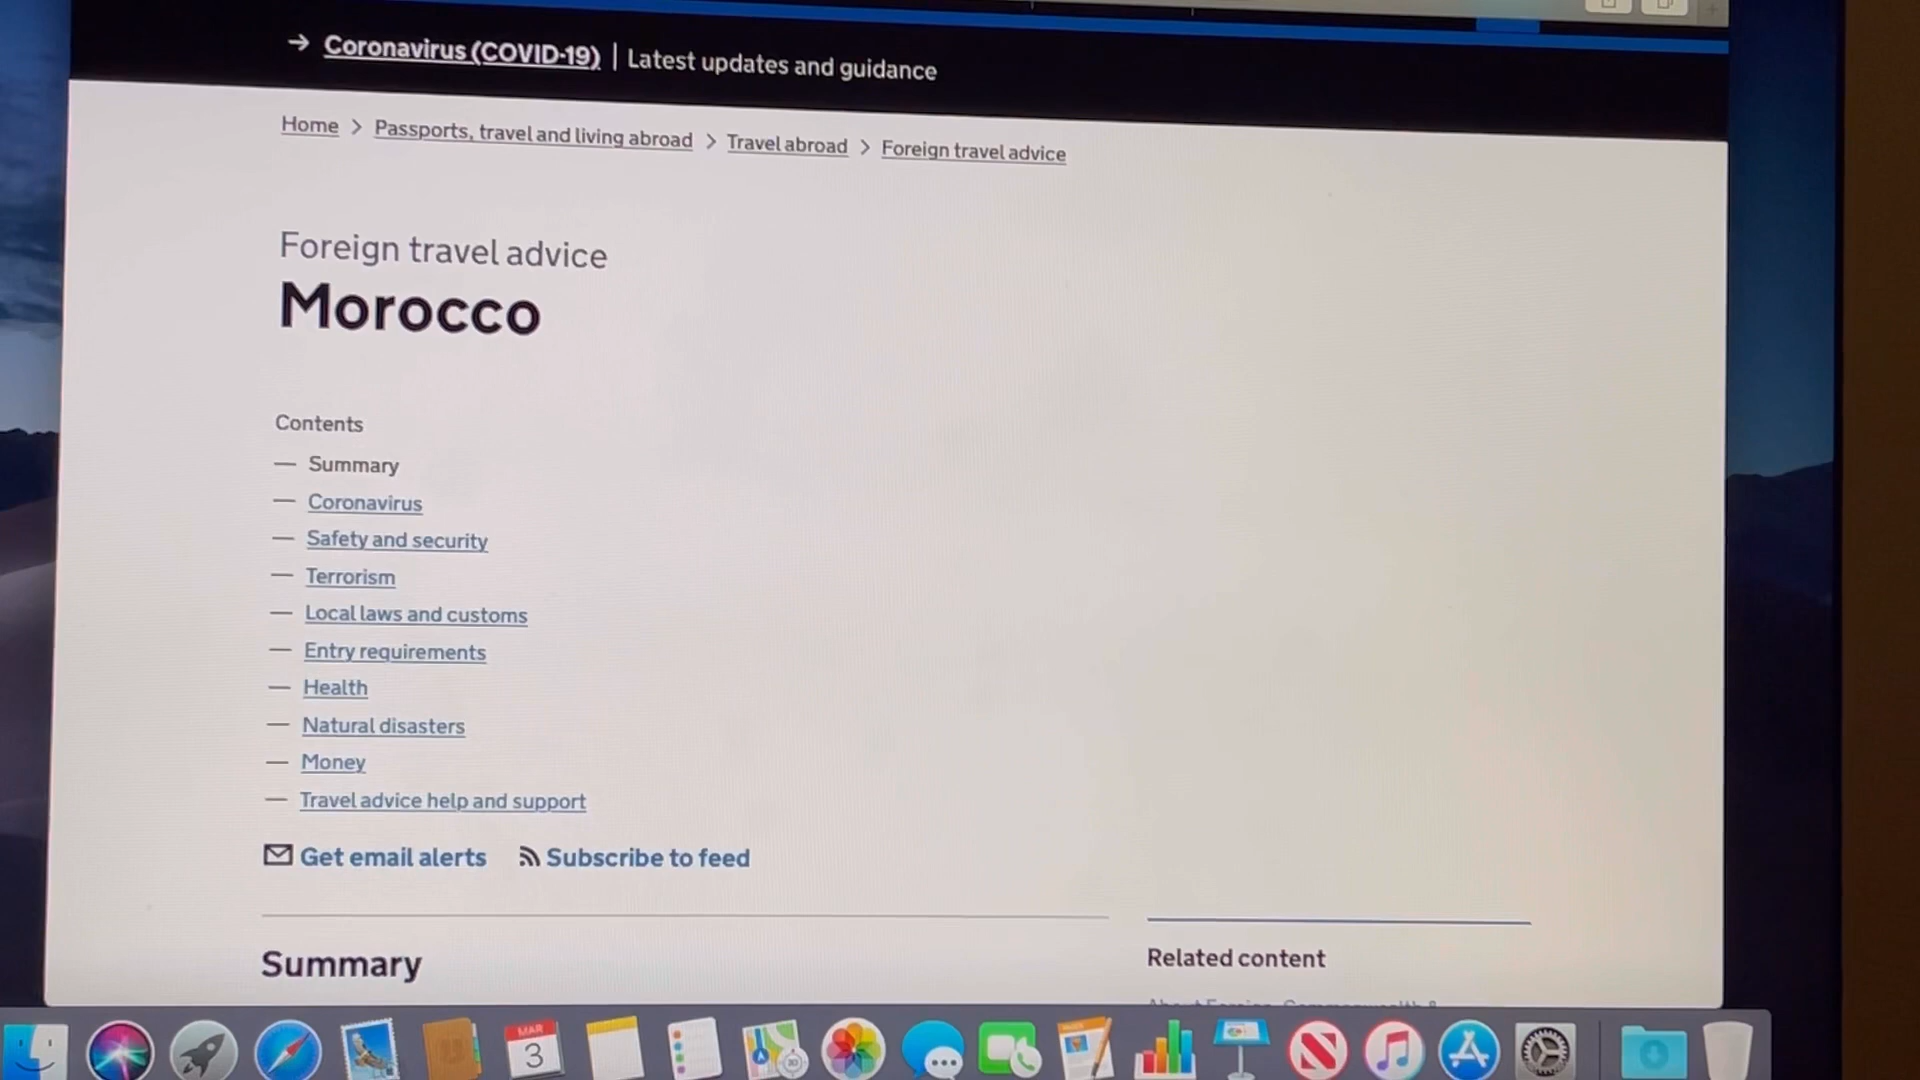 → Coronavirus (COVID-19) | Latest updates and guidance
Home > Passports, travel and living abroad > Travel abroad > Foreign travel advice
Foreign travel advice
Morocco
Contents
— Summary
— Coronavirus
— Safety and security
— Terrorism
— Local laws and customs
— Entry requirements
— Health
— Natural disasters
— Money
— Travel advice help and support
Get email alerts
Subscribe to feed
Summary
Related content
MAR
3